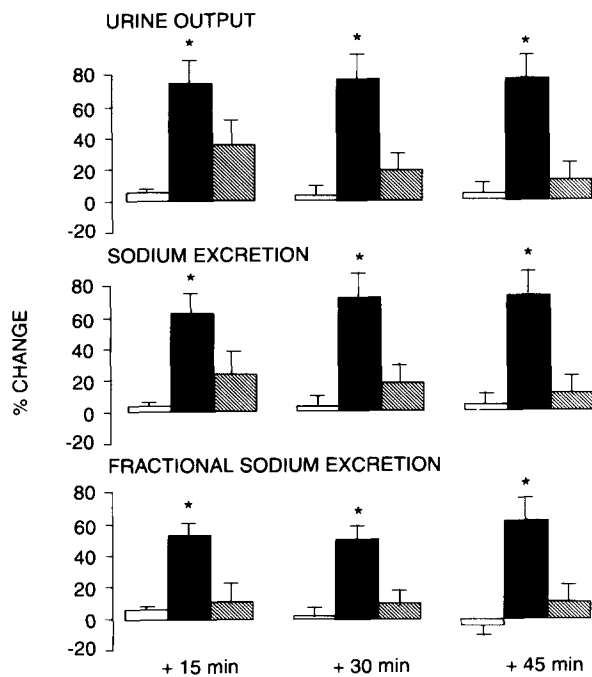 URINE OUTPUT
* * *
80
60
40
20
0
-20
SODIUM EXCRETION
* * *
80
60
40
20
0
-20
% CHANGE
FRACTIONAL SODIUM EXCRETION
* * *
80
60
40
20
0
-20
+ 15 min + 30 min + 45 min